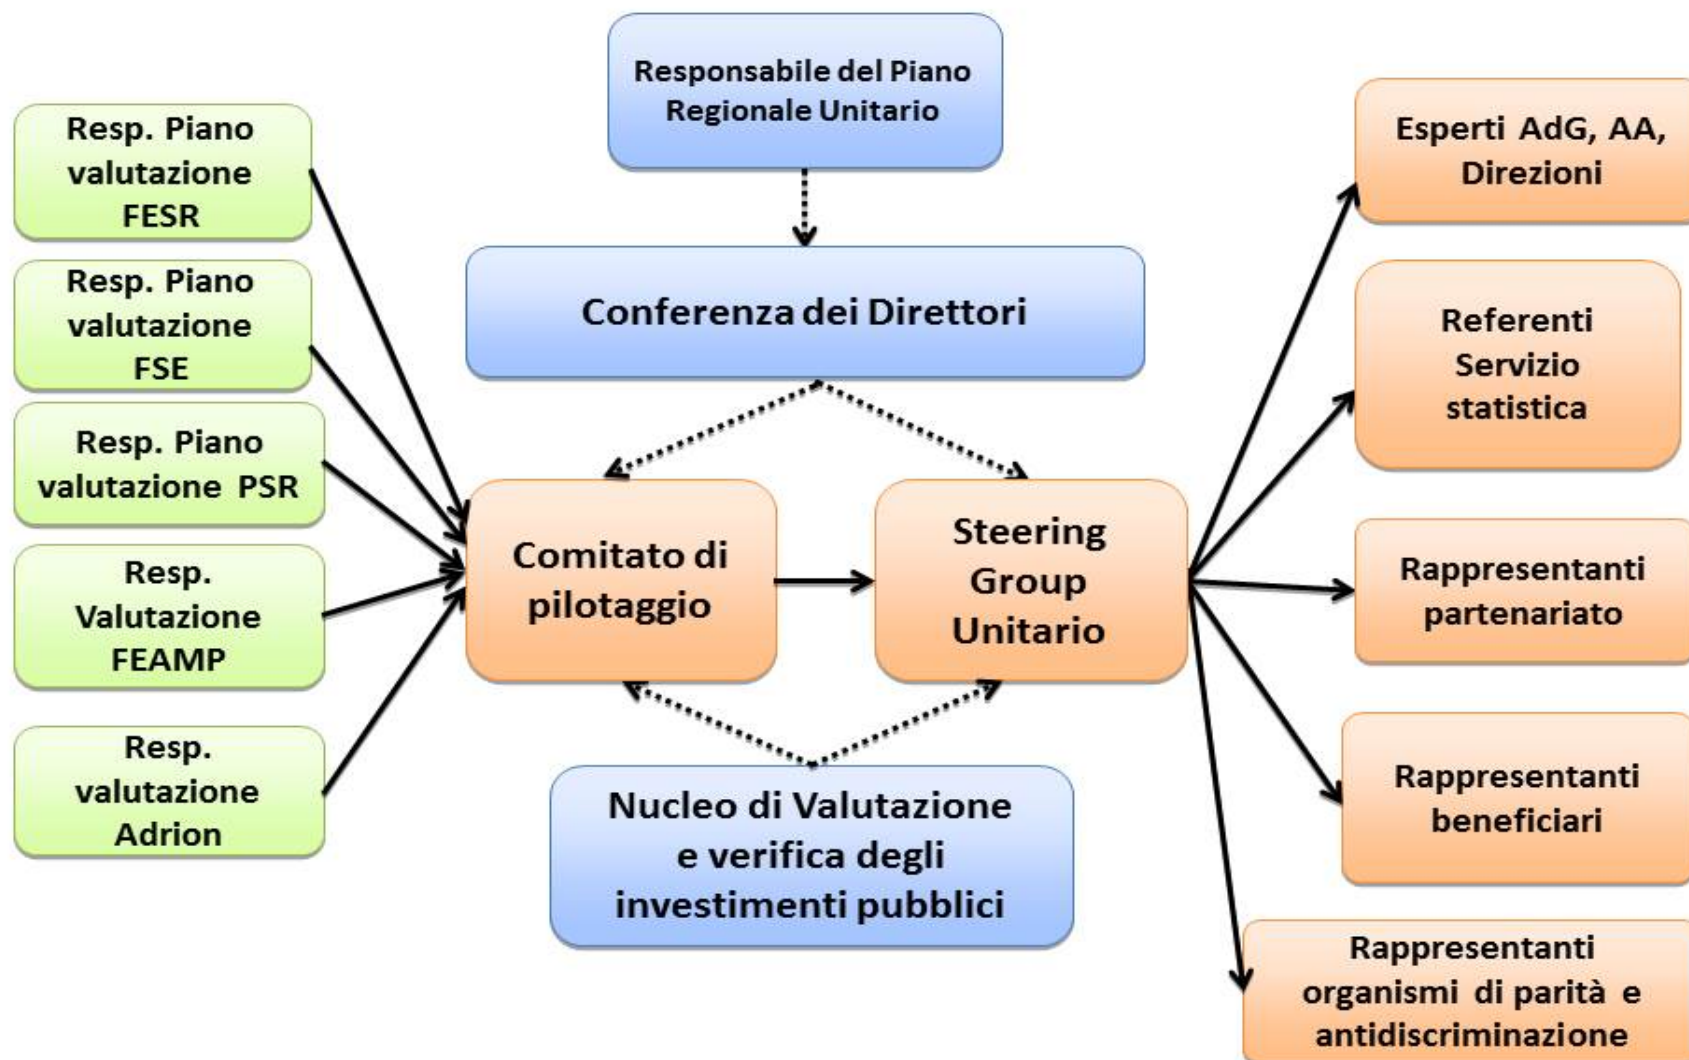 Responsabile del Piano
Regionale Unitario
Resp. Piano
valutazione
FESR
Resp. Piano
valutazione
FSE
Resp. Piano
valutazione PSR
Resp.
Valutazione
FEAMP
Resp.
valutazione
Adrion
Conferenza dei Direttori
Comitato di
pilotaggio
Steering
Group
Unitario
Nucleo di Valutazione
e verifica degli
investimenti pubblici
Esperti AdG, AA,
Direzioni
Referenti
Servizio
statistica
Rappresentanti
partenariato
Rappresentanti
beneficiari
Rappresentanti
organismi di parità e
antidiscriminazione